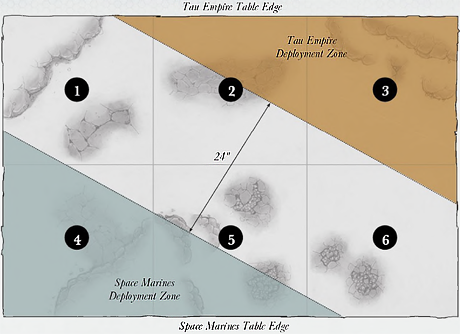 Tau Empire Table Edge
Tau Empire
Deployment Zone
1
2
3
24"
4
5
6
Space Marines
Deployment Zone
Space Marines Table Edge